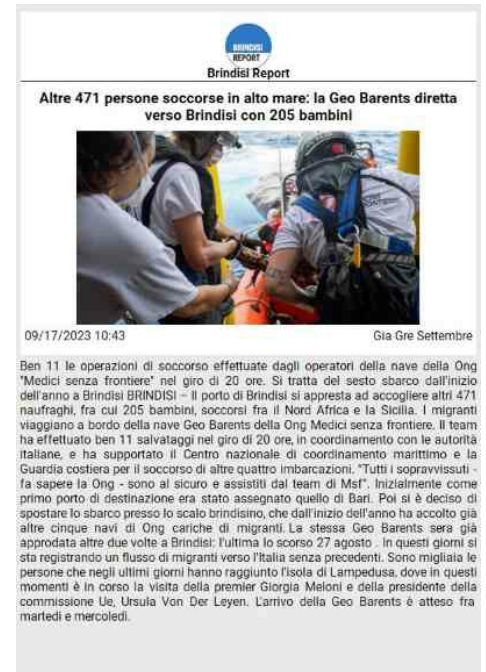 BRINDISI
REPORT
Brindisi Report
Altre 471 persone soccorse in alto mare: la Geo Barents diretta
verso Brindisi con 205 bambini
09/17/2023 10:43 Gia Gre Settembre
Ben 11 le operazioni di soccorso effettuate dagli operatori della nave della Ong
"Medici senza frontiere" nel giro di 20 ore. Si tratta del sesto sbarco dall'inizio
dell'anno a Brindisi BRINDISI – Il porto di Brindisi si appresta ad accogliere altri 471
naufraghi, fra cui 205 bambini, soccorsi fra il Nord Africa e la Sicilia. I migranti
viaggiano a bordo della nave Geo Barents della Ong Medici senza frontiere. Il team
ha effettuato ben 11 salvataggi nel giro di 20 ore, in coordinamento con le autorità
italiane, e ha supportato il Centro nazionale di coordinamento marittimo e la
Guardia costiera per il soccorso di altre quattro imbarcazioni. "Tutti i sopravvissuti -
fa sapere la Ong - sono al sicuro e assistiti dal team di Msf". Inizialmente come
primo porto di destinazione era stato assegnato quello di Bari. Poi si è deciso di
spostare lo sbarco presso lo scalo brindisino, che dall'inizio dell'anno ha accolto già
altre cinque navi di Ong cariche di migranti. La stessa Geo Barents sera già
approdata altre due volte a Brindisi: l'ultima lo scorso 27 agosto . In questi giorni si
sta registrando un flusso di migranti verso l'Italia senza precedenti. Sono migliaia le
persone che negli ultimi giorni hanno raggiunto l'isola di Lampedusa, dove in questi
momenti è in corso la visita della premier Giorgia Meloni e della presidente della
commissione Ue, Ursula Von Der Leyen. L'arrivo della Geo Barents è atteso fra
martedì e mercoledì.